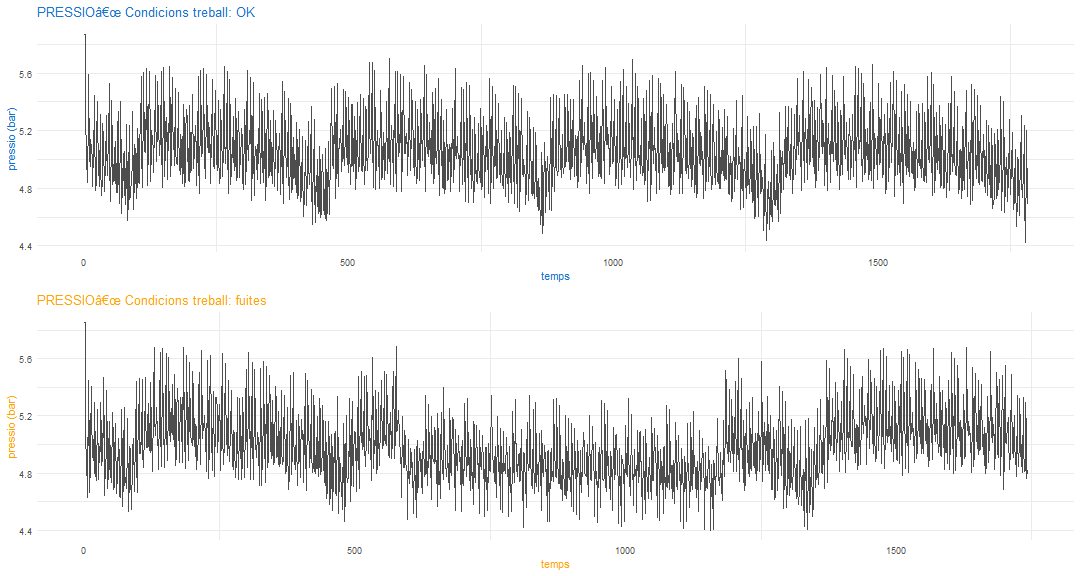 PRESSIOâ€œ Condicions treball: OK
pressio (bar)
5.6
5.2
4.8
4.4
0
500
1000
1500
temps
PRESSIOâ€œ Condicions treball: fuites
pressio (bar)
5.6
5.2
4.8
4.4
0
500
1000
1500
temps